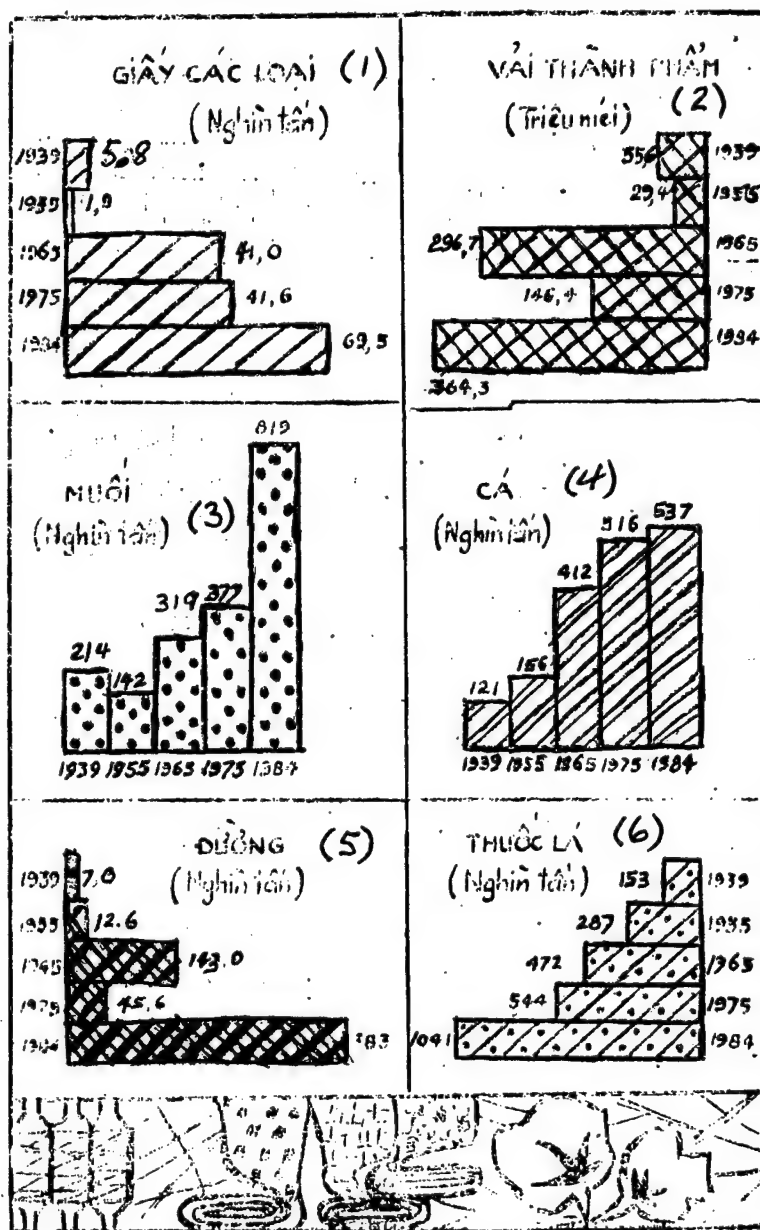 GIẤY CÁC LOẠI (1)
(Nghìn tấn)
1939 5,8
1955 1,9
1965 41,0
1975 41,6
1984 69,5
VẢI THÀNH PHẨM
(Triệu mét) (2)
55,6 1939
29,4 1955
296,7 1965
146,4 1975
1984
364,3
MUỐI (3)
(Nghìn tấn)
214
142
319
377
819
1939 1955 1965 1975 1984
CÁ (4)
(Nghìn tấn)
121
156
412
516
537
1939 1955 1965 1975 1984
ĐƯỜNG (5)
(Nghìn tấn)
1939 7,0
1955 12.6
1965 143.0
1975 45,6
1984 283
THUỐC LÁ (6)
(Nghìn tấn)
153 1939
287 1955
472 1965
544 1975
1041 1984